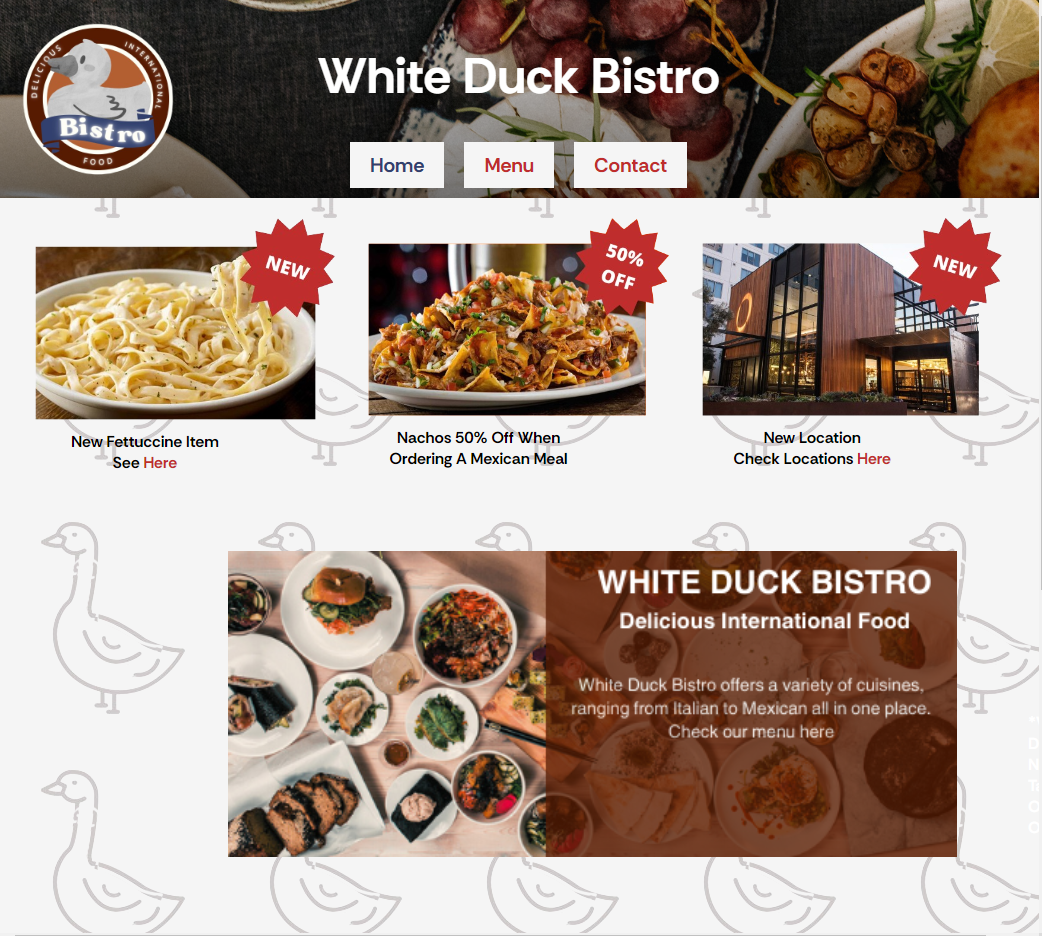 DELICIOUS INTERNATIONAL
Bistro
FOOD
White Duck Bistro
Home Menu Contact
NEW
50%
OFF
NEW
New Fettuccine Item
See Here
Nachos 50% Off When
Ordering A Mexican Meal
New Location
Check Locations Here
WHITE DUCK BISTRO
Delicious International Food
White Duck Bistro offers a variety of cuisines,
ranging from Italian to Mexican all in one place.
Check our menu here